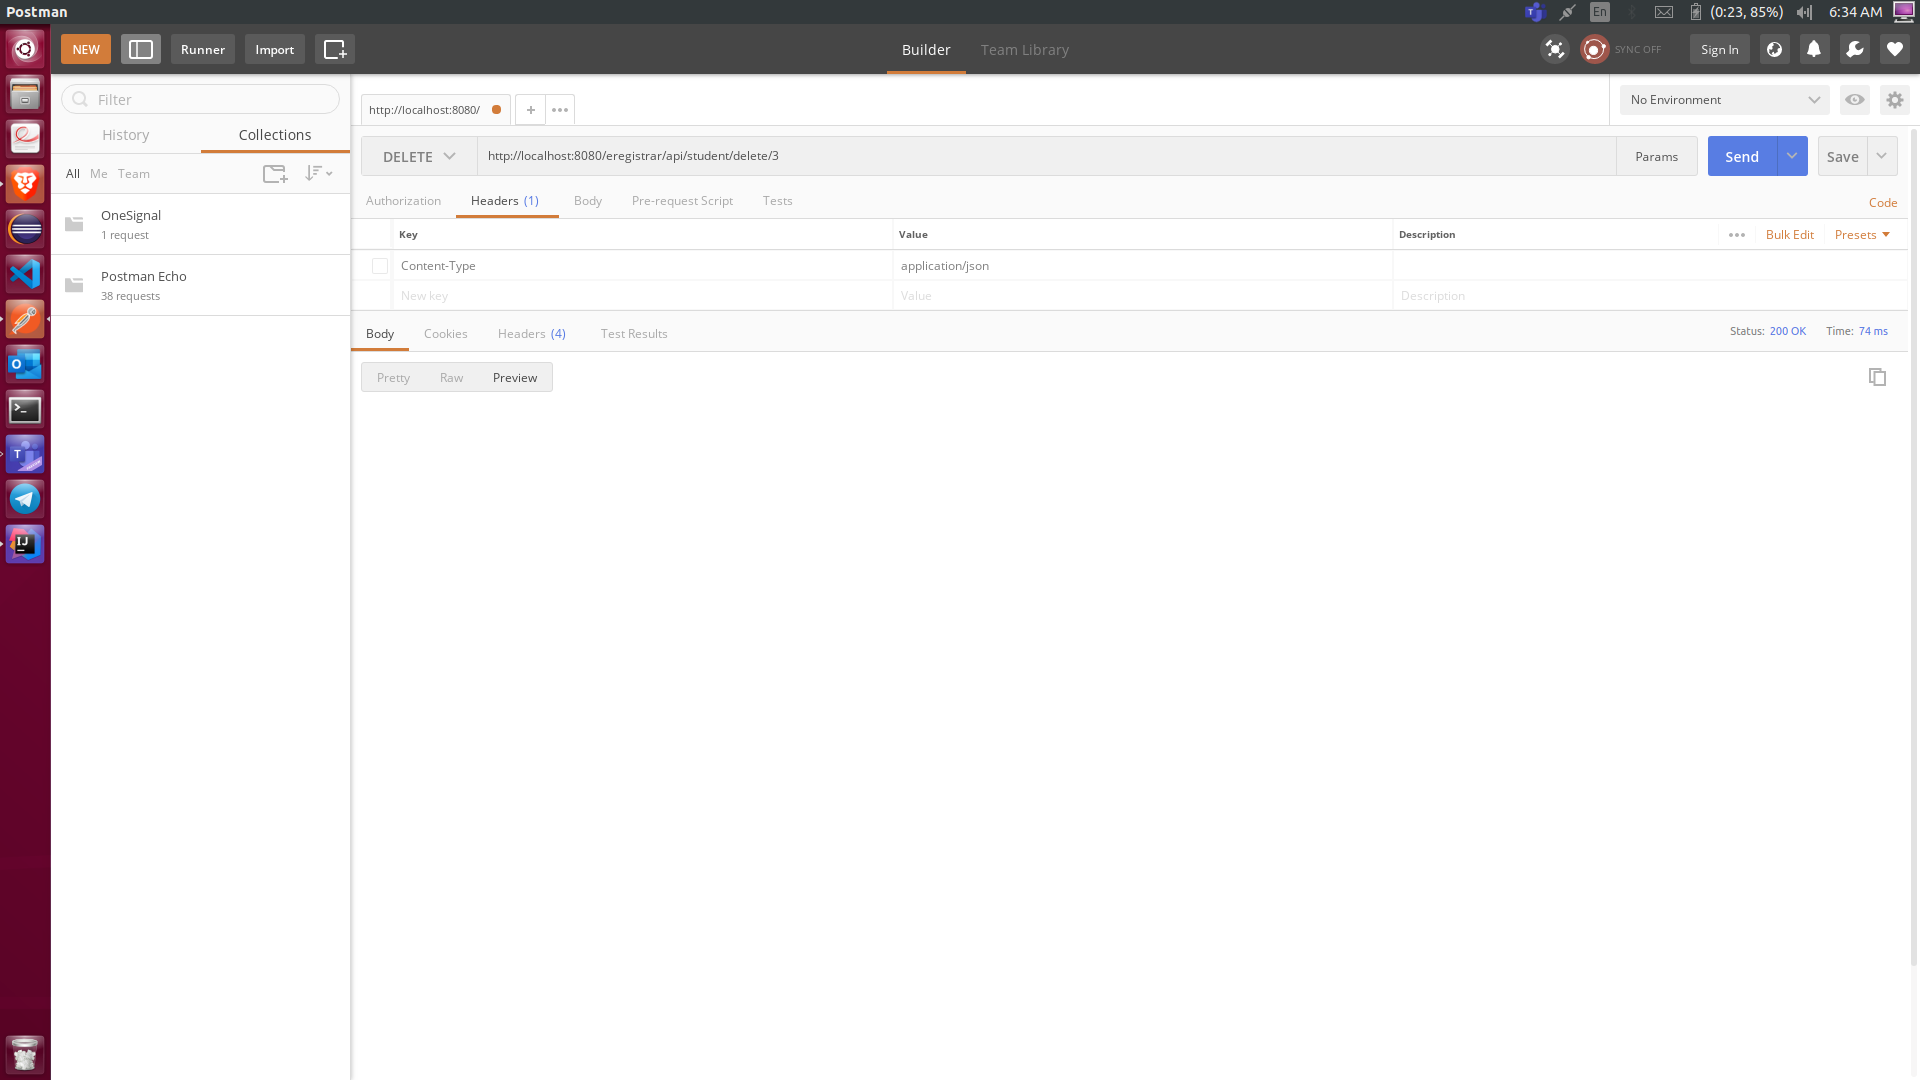 Postman
En
(0:23, 85%)
6:34 AM
NEW
Runner
Import
Builder
Team Library
SYNC OFF
Sign In
Filter
History
Collections
All Me Team
OneSignal
1 request
Postman Echo
38 requests
http://localhost:8080/
+
No Environment
DELETE
http://localhost:8080/eregistrar/api/student/delete/3
Params
Send
Save
Authorization
Headers (1)
Body
Pre-request Script
Tests
Code
Key
Value
Description
Bulk Edit
Presets
Content-Type
application/json
New key
Value
Description
Body
Cookies
Headers (4)
Test Results
Status: 200 OK
Time: 74 ms
Pretty
Raw
Preview
T
IJ